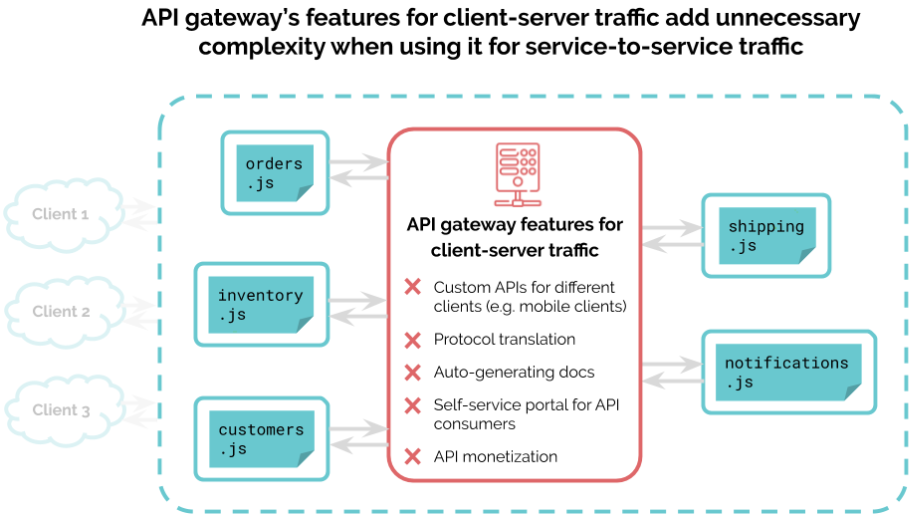 API gateway's features for client-server traffic add unnecessary
complexity when using it for service-to-service traffic
Client 1
Client 2
Client 3
orders
.js
inventory
.js
customers
.js
API gateway features for
client-server traffic
Custom APIs for different
clients (e.g. mobile clients)
Protocol translation
Auto-generating docs
Self-service portal for API
consumers
API monetization
shipping
.js
notifications
.js